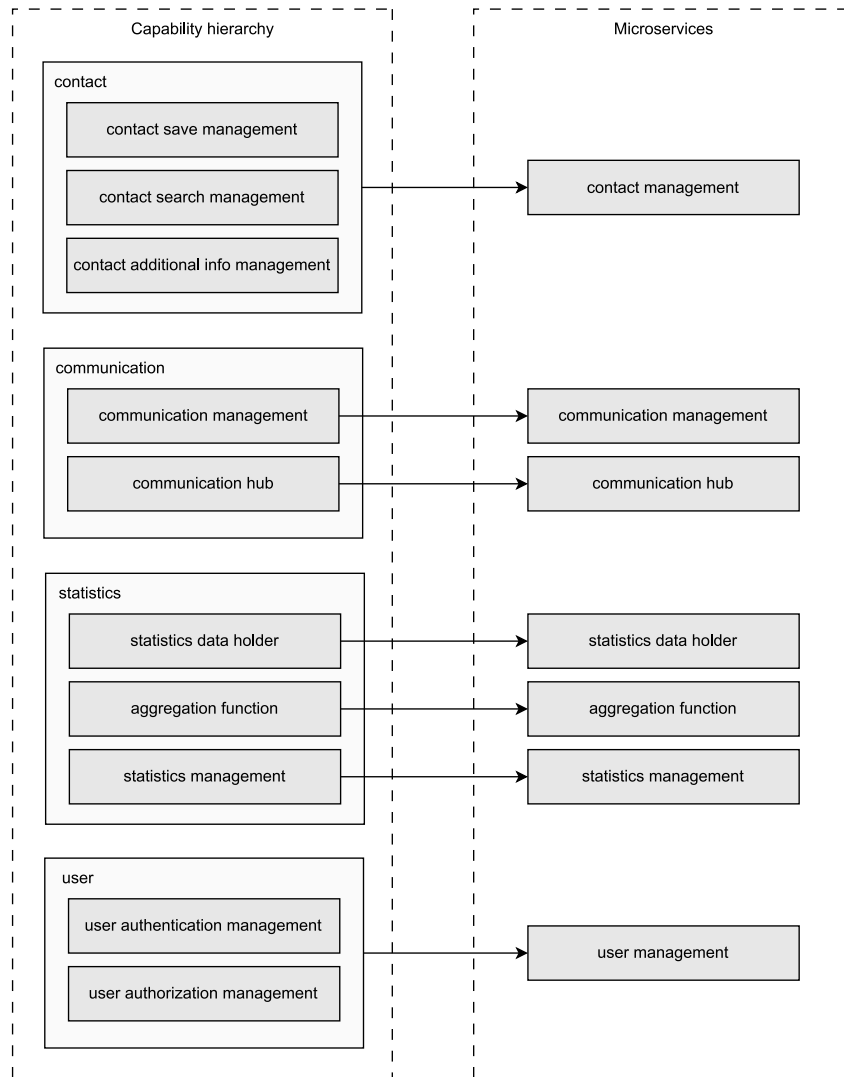 Capability hierarchy
Microservices
contact
contact save management
contact search management
contact additional info management
contact management
communication
communication management
communication management
communication hub
communication hub
statistics
statistics data holder
statistics data holder
aggregation function
aggregation function
statistics management
statistics management
user
user authentication management
user authorization management
user management